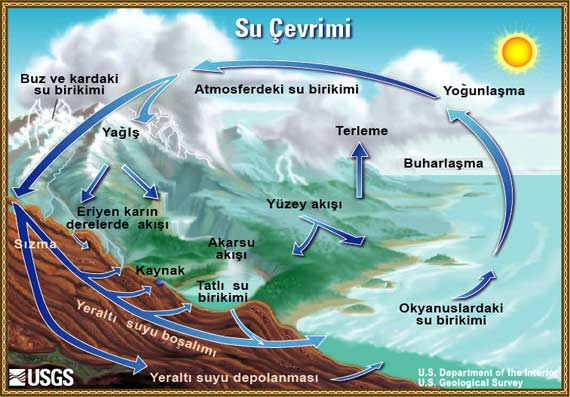 Su Çevrimi
Buz ve kardaki
su birikimi
Atmosferdeki su birikimi
Yoğunlaşma
Yağış
Terleme
Buharlaşma
Eriyen karın
derelerde akışı
Yüzey akışı
Sızma
Akarsu
akışı
Kaynak
Tatlı su
birikimi
Okyanuslardaki
su birikimi
Yeraltı suyu boşalımı
Yeraltı suyu depolanması
USGS
U.S. Department of the Interior
U.S. Geological Survey